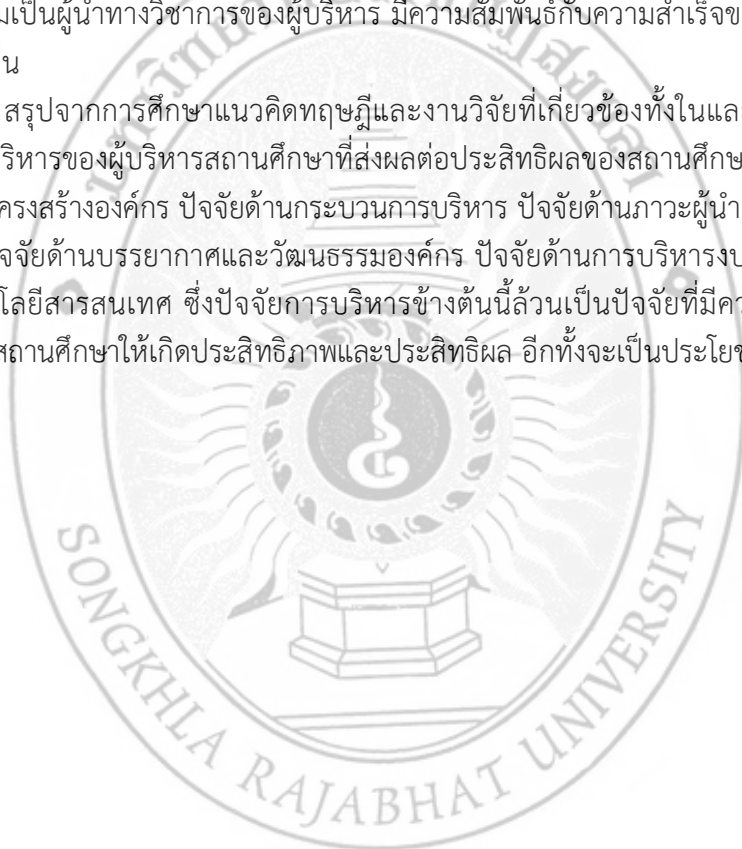 มเป็นผู้นำทางวิชาการของผู้บริหาร มีความสัมพันธ์กับความสำเร็จข
น
สรุปจากการศึกษาแนวคิดทฤษฎีและงานวิจัยที่เกี่ยวข้องทั้งในแล
ริหารของผู้บริหารสถานศึกษาที่ส่งผลต่อประสิทธิผลของสถานศึกษ
ครงสร้างองค์กร ปัจจัยด้านกระบวนการบริหาร ปัจจัยด้านภาวะผู้นำ
จจัยด้านบรรยากาศและวัฒนธรรมองค์กร ปัจจัยด้านการบริหารงบ
โลยีสารสนเทศ ซึ่งปัจจัยการบริหารข้างต้นนี้ล้วนเป็นปัจจัยที่มีคว
สถานศึกษาให้เกิดประสิทธิภาพและประสิทธิผล อีกทั้งจะเป็นประโยช
SONGKHLA RAJABHAT UNIVERSITY